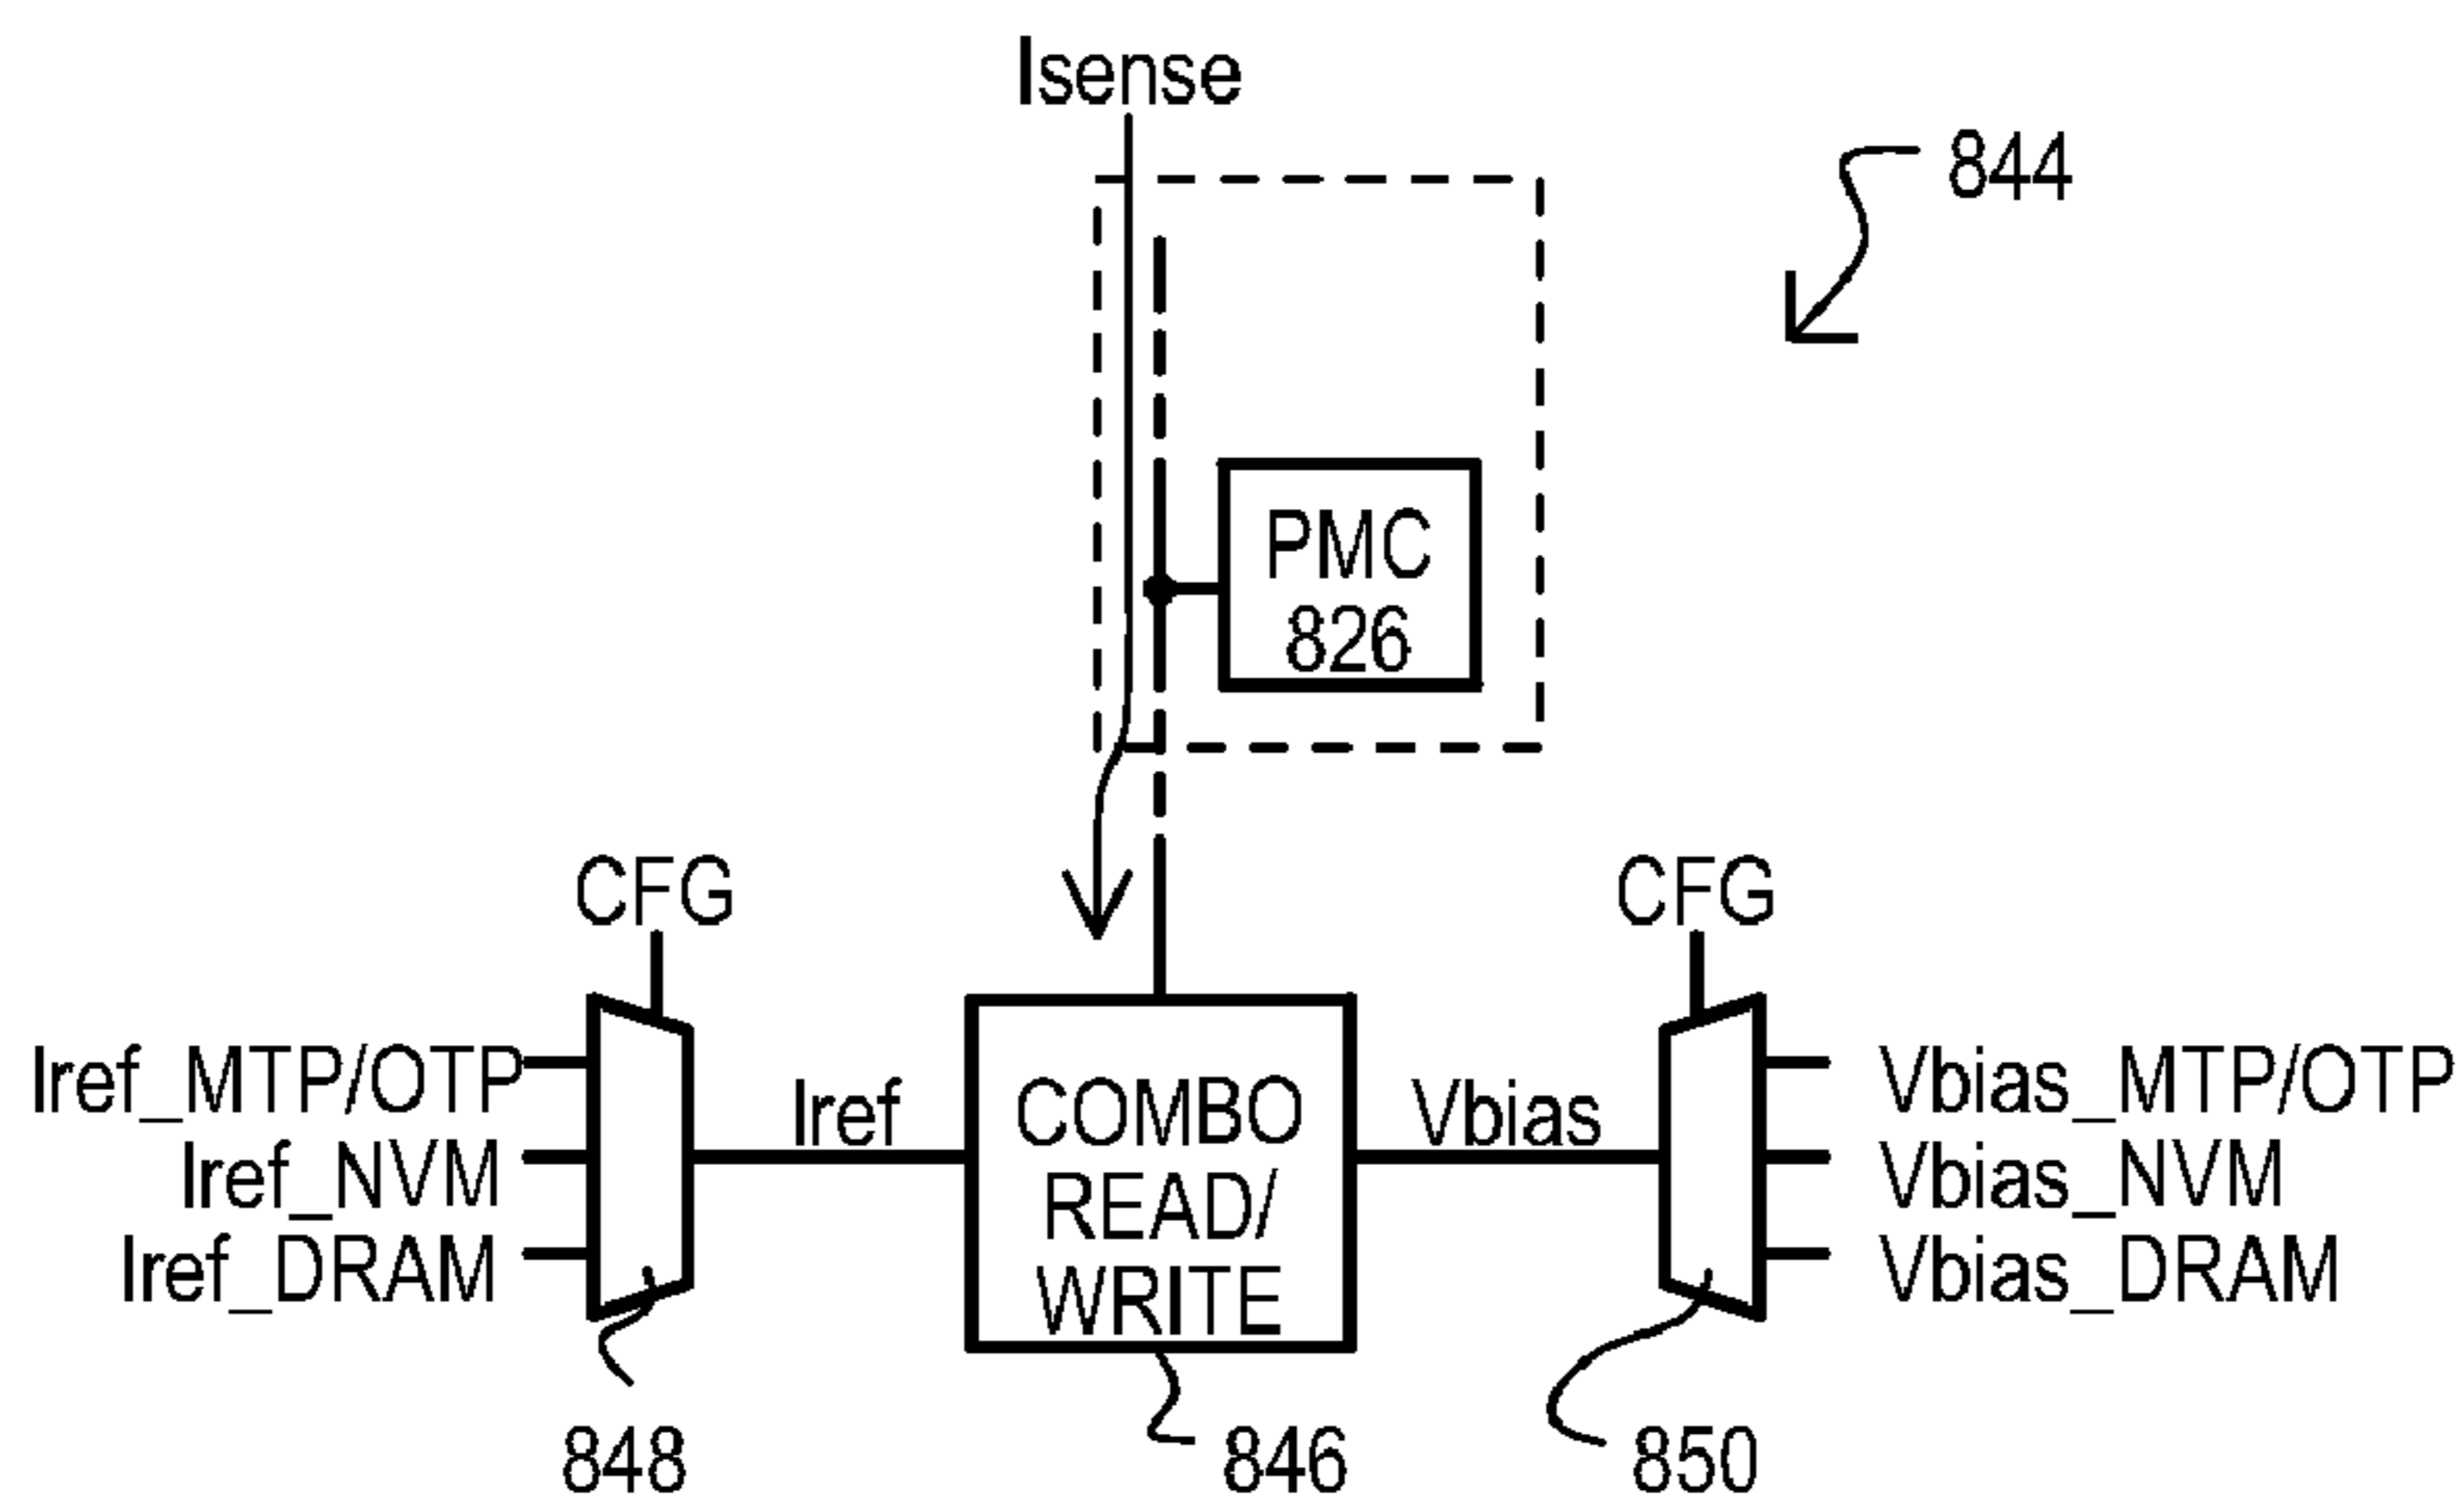 Isense
844
PMC
826
CFG
CFG
Iref_MTP/OTP
Iref_NVM
Iref_DRAM
Iref
COMBO
READ/
WRITE
Vbias
Vbias_MTP/OTP
Vbias_NVM
Vbias_DRAM
848
846
850